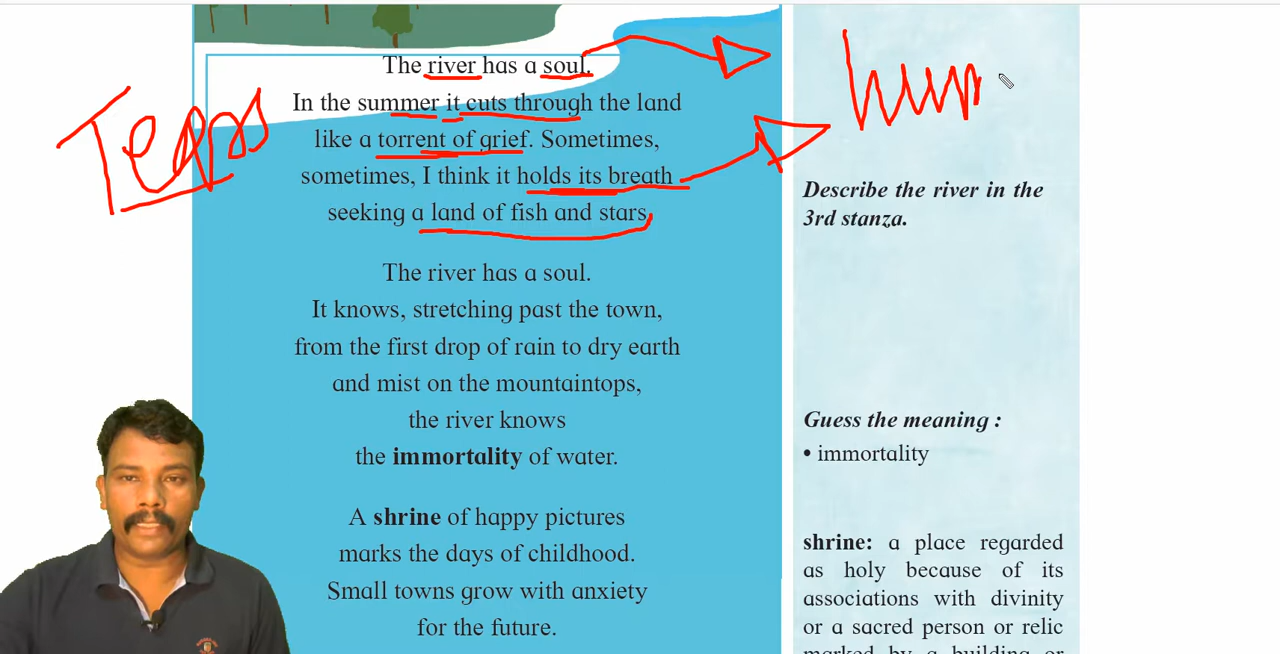 The river has a soul.
In the summer it cuts through the land
like a torrent of grief. Sometimes,
sometimes, I think it holds its breath
seeking a land of fish and stars
The river has a soul.
It knows, stretching past the town,
from the first drop of rain to dry earth
and mist on the mountaintops,
the river knows
the immortality of water.
A shrine of happy pictures
marks the days of childhood.
Small towns grow with anxiety
for the future.
Describe the river in the
3rd stanza.
Guess the meaning :
• immortality
shrine: a place regarded
as holy because of its
associations with divinity
or a sacred person or relic
marked by a building or